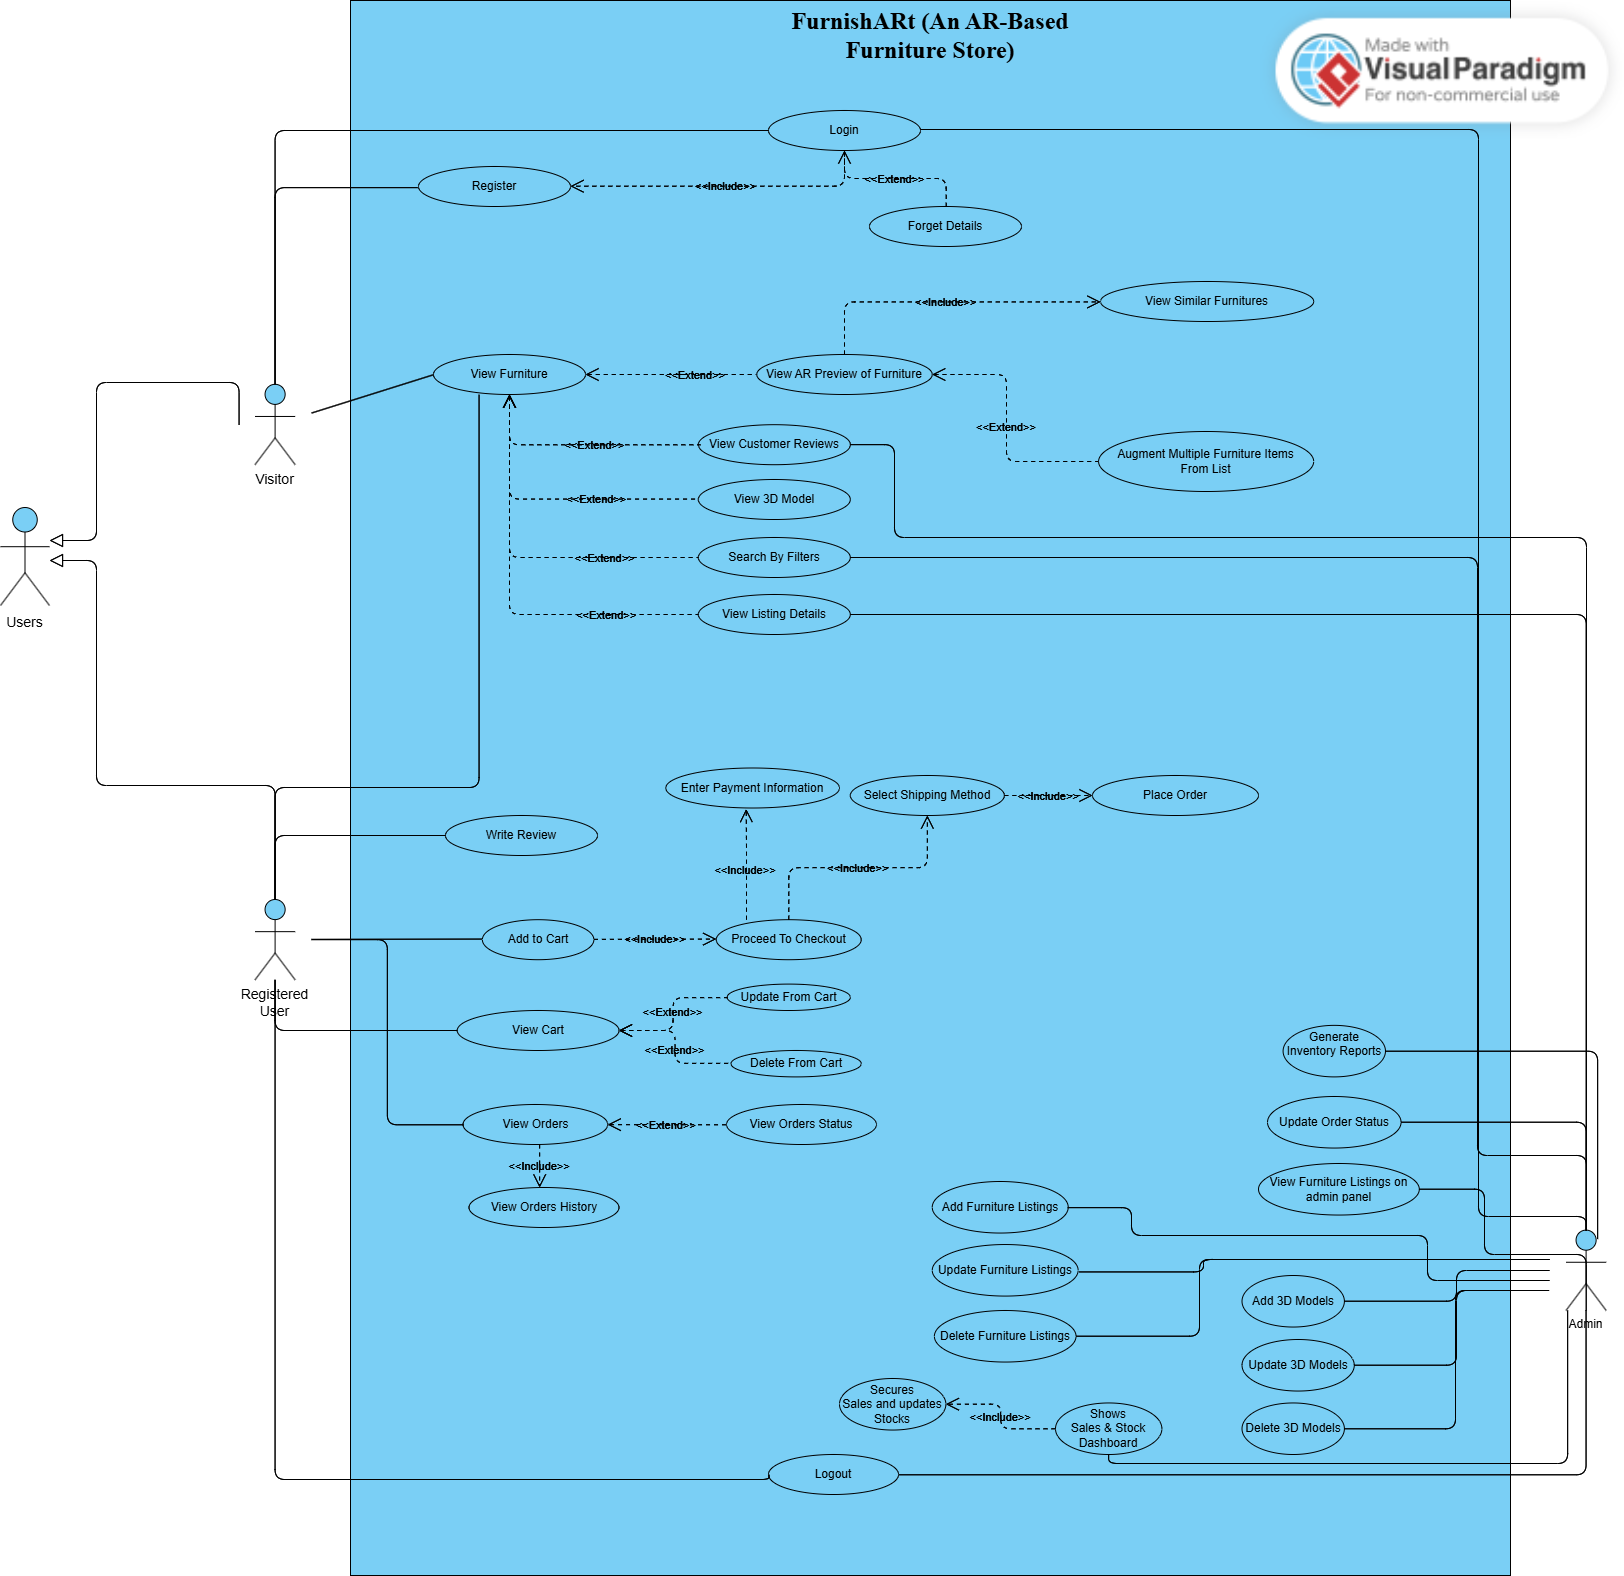 FurnishARt (An AR-Based
Furniture Store)
Made with
Visual Paradigm
For non-commercial use
Login
Register
<<Include>>
<<Extend>>
Forget Details
<<Include>>
View Similar Furnitures
View Furniture
<<Extend>>
View AR Preview of Furniture
<<Extend>>
Augment Multiple Furniture Items
From List
<<Extend>>
View Customer Reviews
Visitor
<<Extend>>
View 3D Model
<<Extend>>
Search By Filters
<<Extend>>
View Listing Details
Users
Enter Payment Information
Select Shipping Method
<<Include>>
Place Order
Write Review
<<Include>>
<<Include>>
Add to Cart
<<Include>>
Proceed To Checkout
Registered
User
Update From Cart
<<Extend>>
View Cart
<<Extend>>
Delete From Cart
Generate
Inventory Reports
View Orders
<<Extend>>
View Orders Status
Update Order Status
<<Include>>
View Furniture Listings on
admin panel
View Orders History
Add Furniture Listings
Update Furniture Listings
Add 3D Models
Admin
Delete Furniture Listings
Update 3D Models
Secures
Sales and updates
Stocks
<<Include>>
Shows
Sales & Stock
Dashboard
Delete 3D Models
Logout